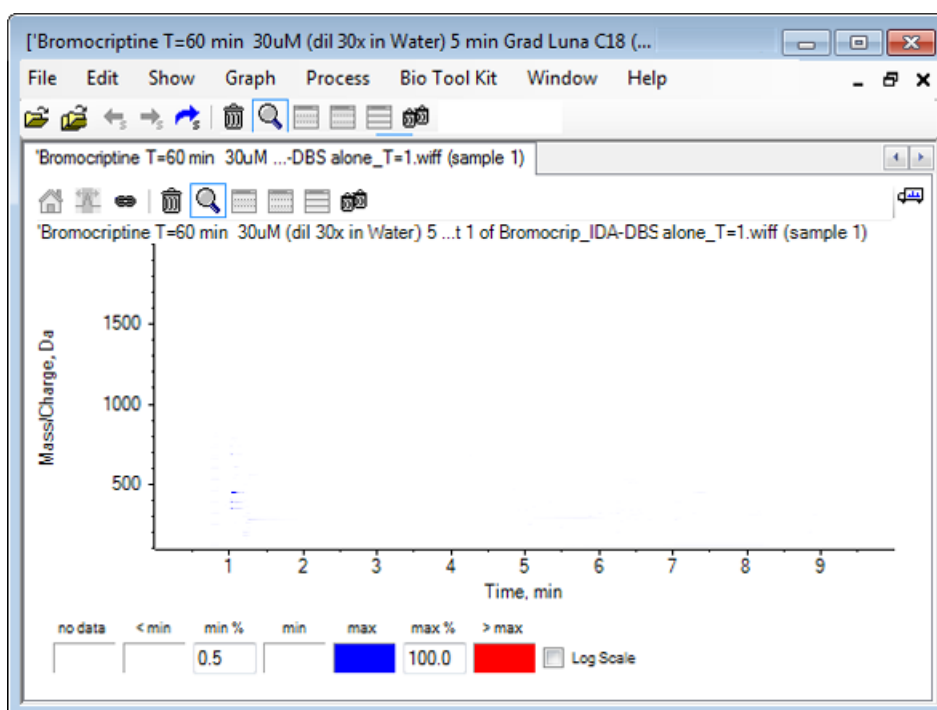 ['Bromocriptine T=60 min 30uM (dil 30x in Water) 5 min Grad Luna C18 (...
File Edit Show Graph Process Bio Tool Kit Window Help
'Bromocriptine T=60 min 30uM ...-DBS alone_T=1.wiff (sample 1)
'Bromocriptine T=60 min 30uM (dil 30x in Water) 5 ...t 1 of Bromocrip_IDA-DBS alone_T=1.wiff (sample 1)
Mass/Charge, Da
1500
1000
500
1 2 3 4 5 6 7 8 9
Time, min
no data < min min % min max max % > max
0.5 100.0 Log Scale